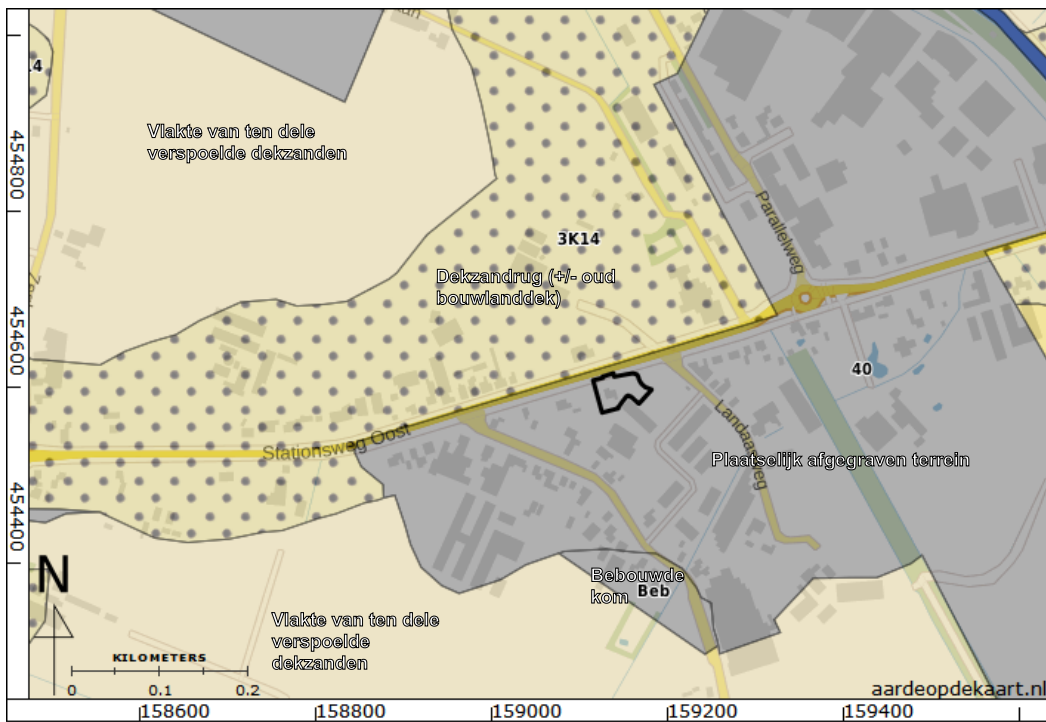 .4
Vlakte van ten dele
verspoelde dekzanden
3K14
Dekzandrug (+/- oud
bouwlanddek)
Parallelweg
40
Stationsweg Oost
Landaasweg
Plaatselijk afgegraven terrein
Bebouwde
kom
Beb
Vlakte van ten dele
verspoelde
dekzanden
N
KILOMETERS
0 0.1 0.2
aardeopdekaart.nl
454800
454600
454400
158600 158800 159000 159200 159400